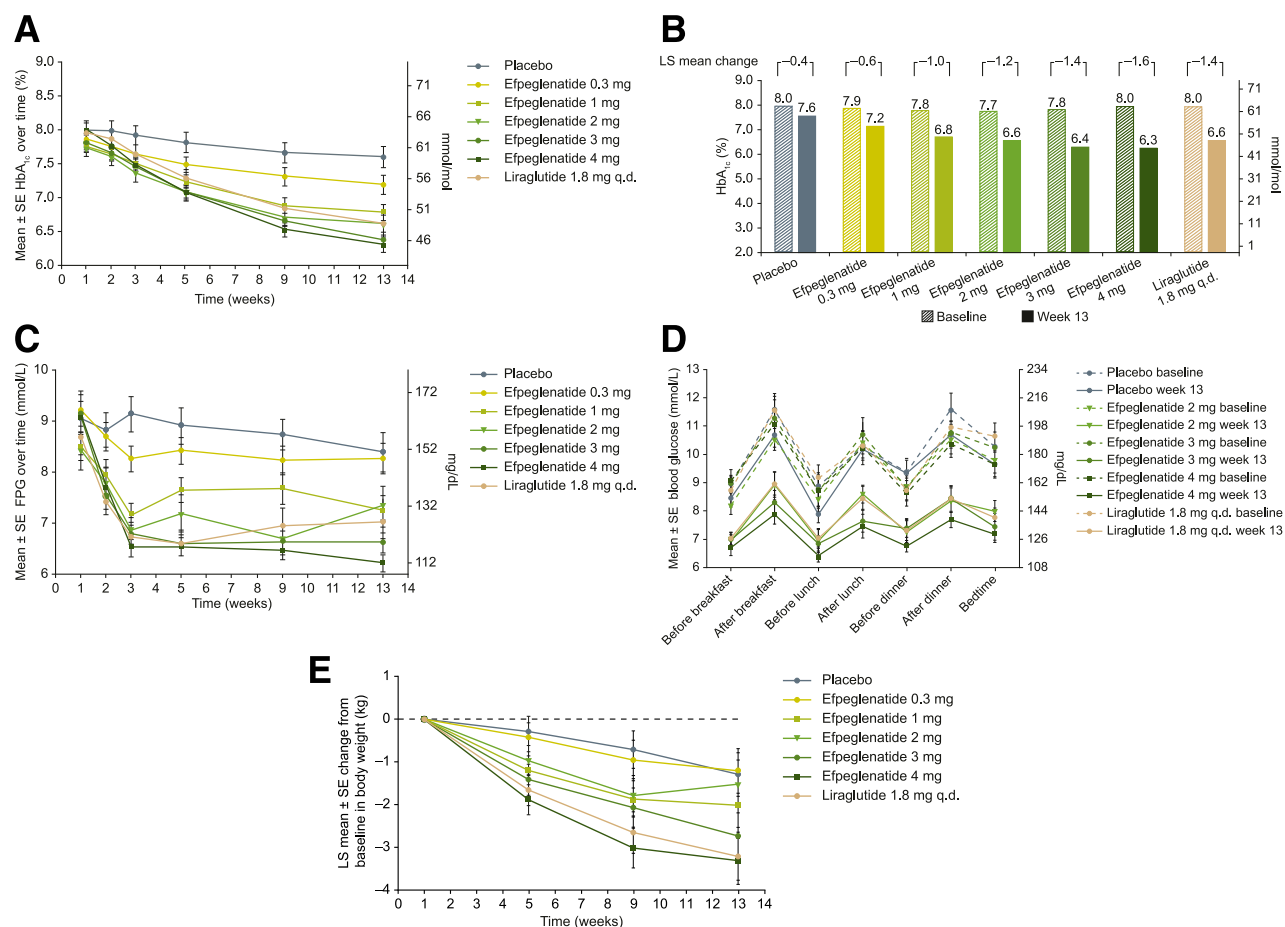 A
Mean ± SE HbA1c over time (%)
9.0
8.5
8.0
7.5
7.0
6.5
6.0
0 1 2 3 4 5 6 7 8 9 10 11 12 13 14
Time (weeks)
71
66
61
56
51
46
mmol/mol
Placebo
Efpeglenatide 0.3 mg
Efpeglenatide 1 mg
Efpeglenatide 2 mg
Efpeglenatide 3 mg
Efpeglenatide 4 mg
Liraglutide 1.8 mg q.d.
B
LS mean change
–0.4 –0.6 –1.0 –1.2 –1.4 –1.6 –1.4
HbA1c (%)
9.0
8.0
7.0
6.0
5.0
4.0
3.0
2.0
8.0 7.6 7.9 7.2 7.8 6.8 7.7 6.6 7.8 6.4 8.0 6.3 8.0 6.6
71
61
51
41
31
21
11
1
mmol/mol
Placebo
Efpeglenatide
0.3 mg
Efpeglenatide
1 mg
Efpeglenatide
2 mg
Efpeglenatide
3 mg
Efpeglenatide
4 mg
Liraglutide
1.8 mg q.d.
Baseline Week 13
C
Mean ± SE FPG over time (mmol/L)
10
9
8
7
6
0 1 2 3 4 5 6 7 8 9 10 11 12 13 14
Time (weeks)
172
152
132
112
mg/dL
Placebo
Efpeglenatide 0.3 mg
Efpeglenatide 1 mg
Efpeglenatide 2 mg
Efpeglenatide 3 mg
Efpeglenatide 4 mg
Liraglutide 1.8 mg q.d.
D
Mean ± SE blood glucose (mmol/L)
13
12
11
10
9
8
7
6
Before breakfast
After breakfast
Before lunch
After lunch
Before dinner
After dinner
Bedtime
234
216
198
180
162
144
126
108
mg/dL
Placebo baseline
Placebo week 13
Efpeglenatide 2 mg baseline
Efpeglenatide 2 mg week 13
Efpeglenatide 3 mg baseline
Efpeglenatide 3 mg week 13
Efpeglenatide 4 mg baseline
Efpeglenatide 4 mg week 13
Liraglutide 1.8 mg q.d. baseline
Liraglutide 1.8 mg q.d. week 13
E
LS mean ± SE change from
baseline in body weight (kg)
1
0
–1
–2
–3
–4
0 1 2 3 4 5 6 7 8 9 10 11 12 13 14
Time (weeks)
Placebo
Efpeglenatide 0.3 mg
Efpeglenatide 1 mg
Efpeglenatide 2 mg
Efpeglenatide 3 mg
Efpeglenatide 4 mg
Liraglutide 1.8 mg q.d.